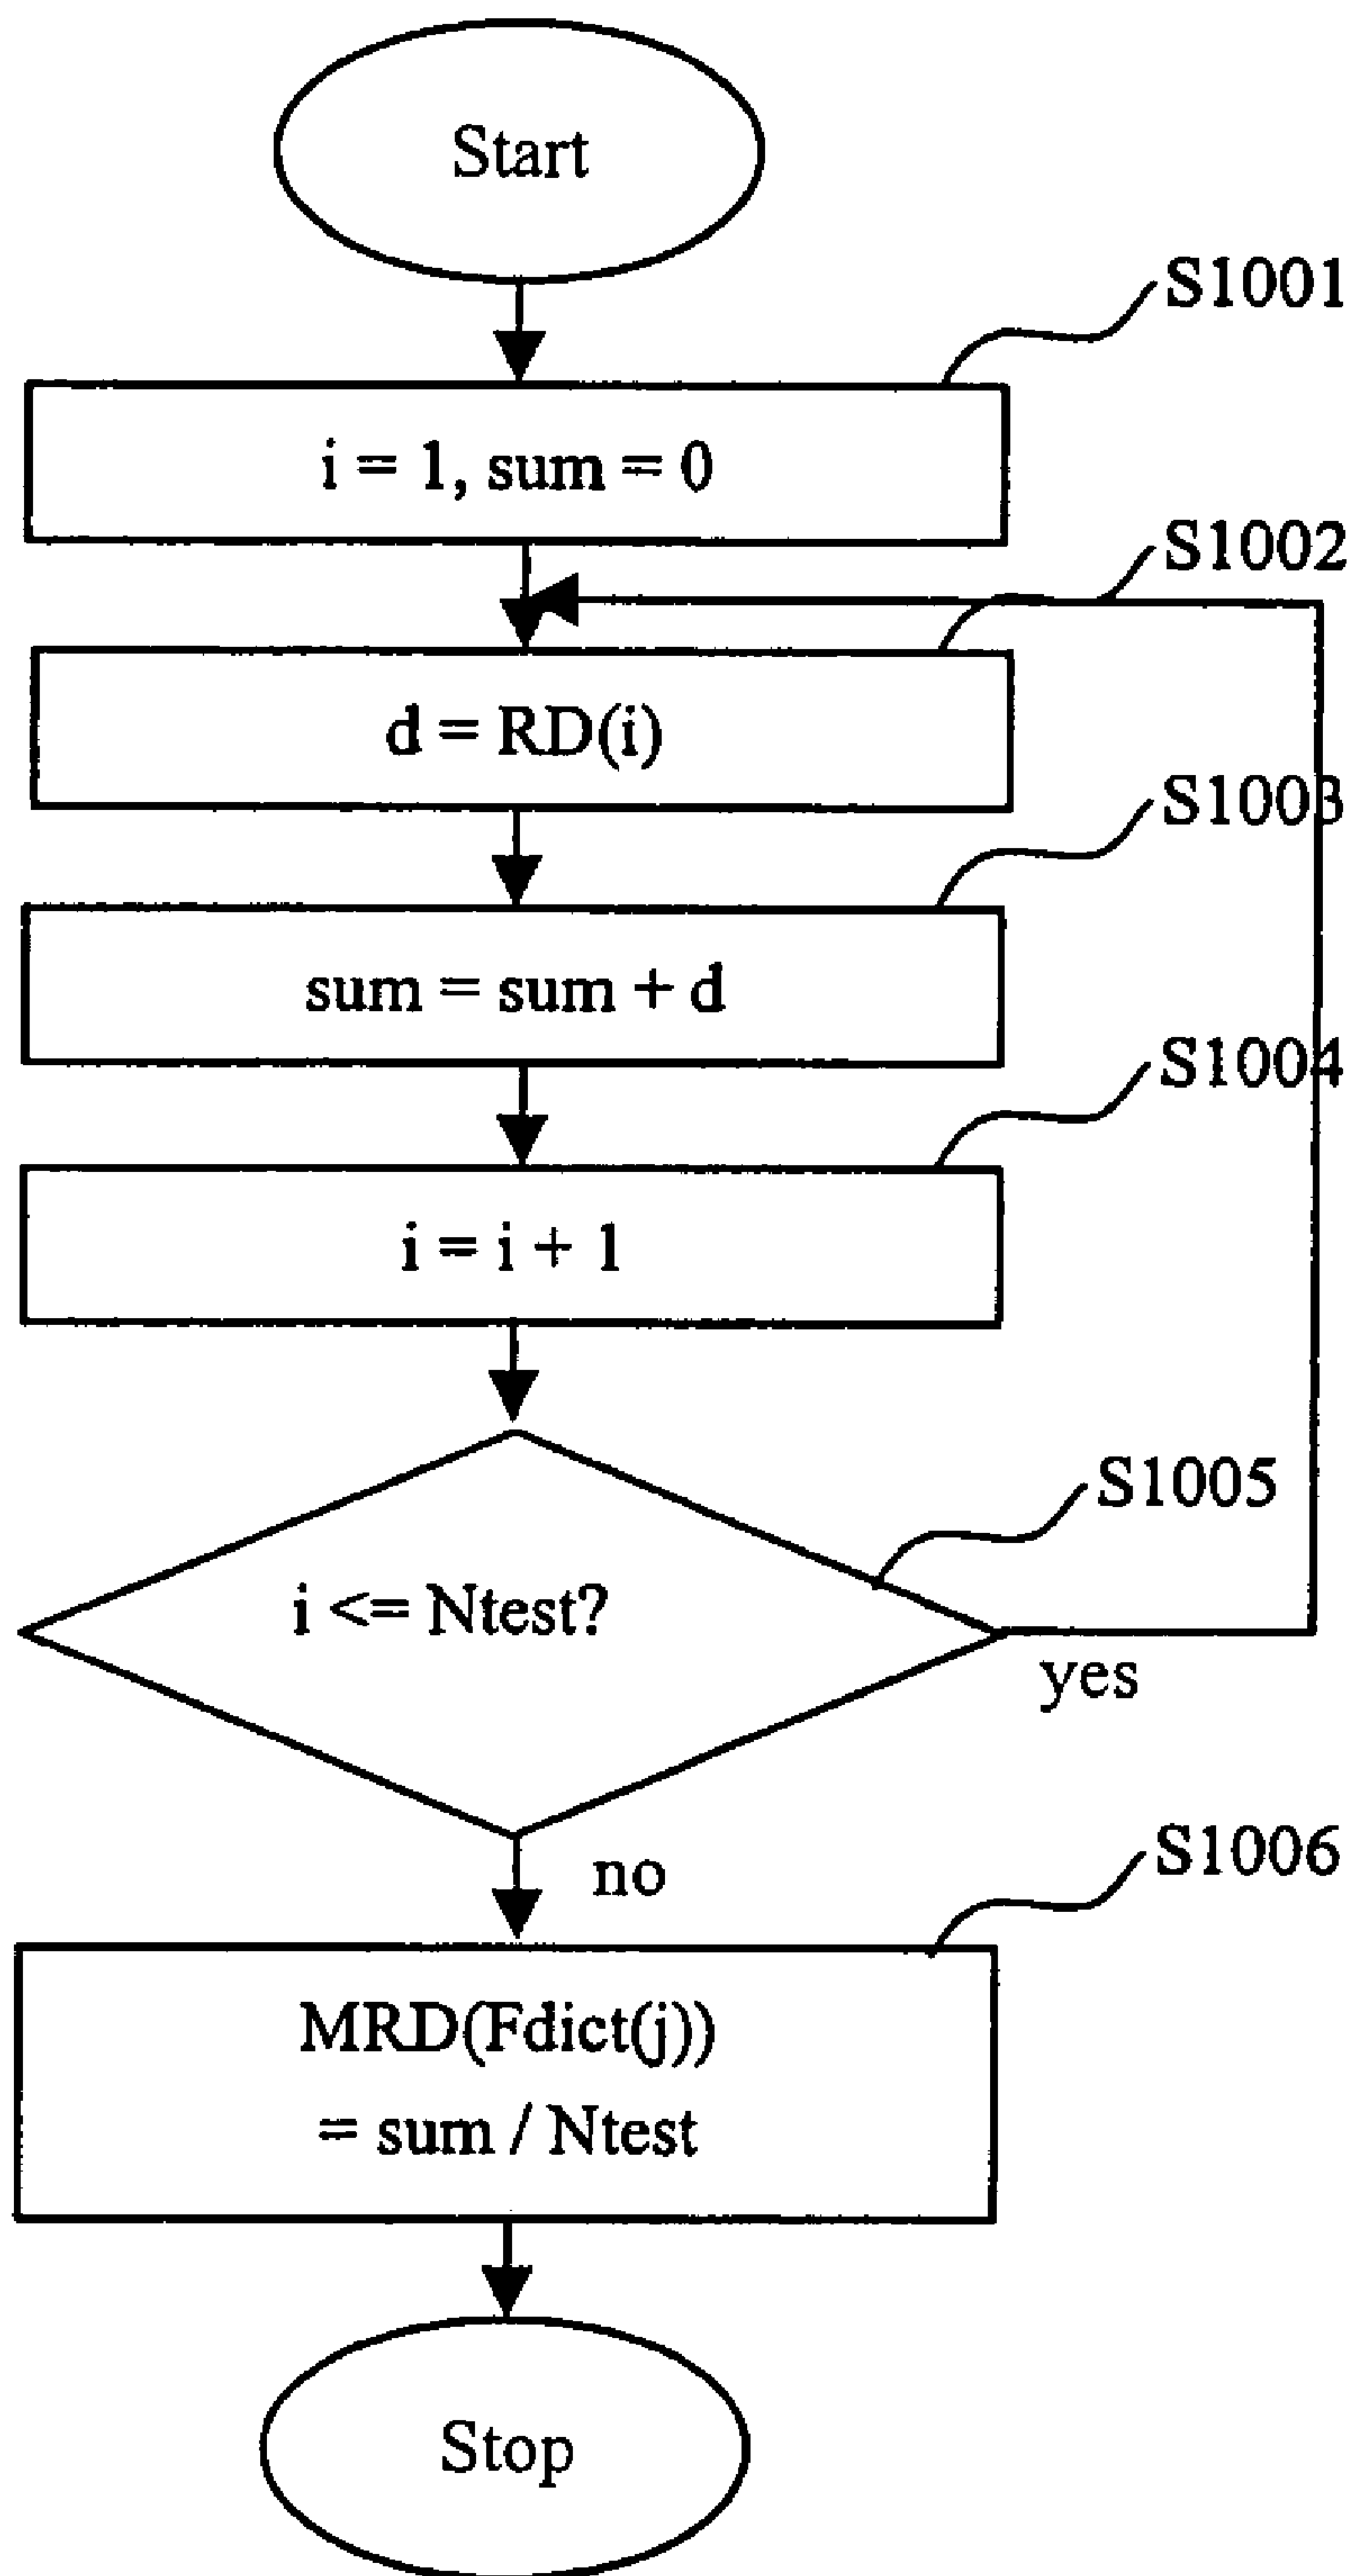 Start
S1001
i = 1, sum = 0
S1002
d = RD(i)
S1003
sum = sum + d
S1004
i = i + 1
S1005
i <= Ntest?
yes
no
S1006
MRD(Fdict(j))
= sum / Ntest
Stop